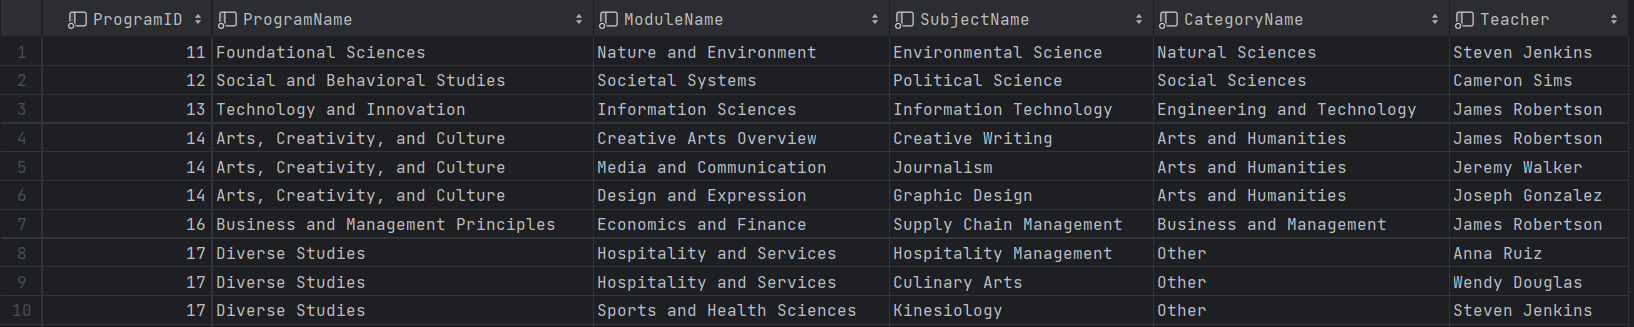 ProgramID ProgramName ModuleName SubjectName CategoryName Teacher
1 11 Foundational Sciences Nature and Environment Environmental Science Natural Sciences Steven Jenkins
2 12 Social and Behavioral Studies Societal Systems Political Science Social Sciences Cameron Sims
3 13 Technology and Innovation Information Sciences Information Technology Engineering and Technology James Robertson
4 14 Arts, Creativity, and Culture Creative Arts Overview Creative Writing Arts and Humanities James Robertson
5 14 Arts, Creativity, and Culture Media and Communication Journalism Arts and Humanities Jeremy Walker
6 14 Arts, Creativity, and Culture Design and Expression Graphic Design Arts and Humanities Joseph Gonzalez
7 16 Business and Management Principles Economics and Finance Supply Chain Management Business and Management James Robertson
8 17 Diverse Studies Hospitality and Services Hospitality Management Other Anna Ruiz
9 17 Diverse Studies Hospitality and Services Culinary Arts Other Wendy Douglas
10 17 Diverse Studies Sports and Health Sciences Kinesiology Other Steven Jenkins